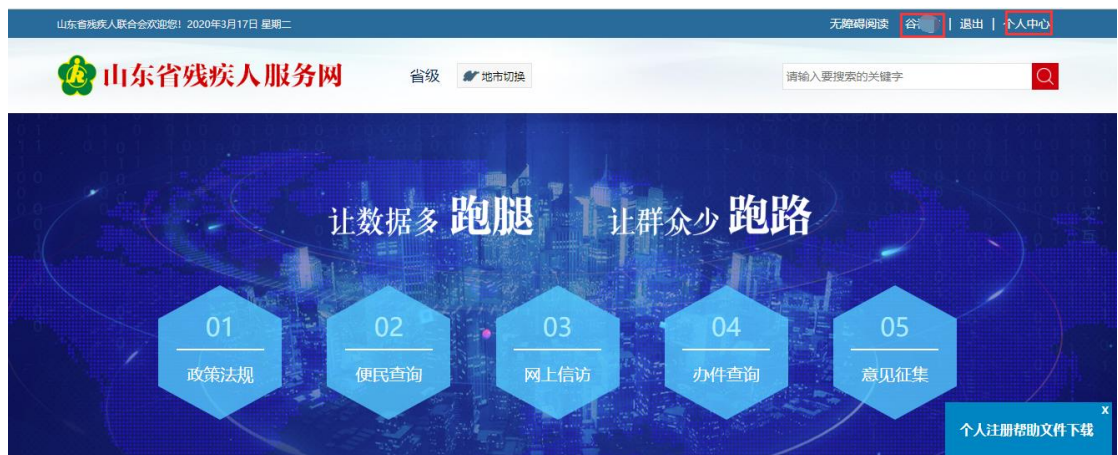 山东省残疾人联合会欢迎您！2020年3月17日 星期二
无障碍阅读 谷 | 退出 | 个人中心
山东省残疾人服务网
省级 地市切换
请输入要搜索的关键字
让数据多 跑腿 让群众少 跑路
01
政策法规
02
便民查询
03
网上信访
04
办件查询
05
意见征集
x
个人注册帮助文件下载